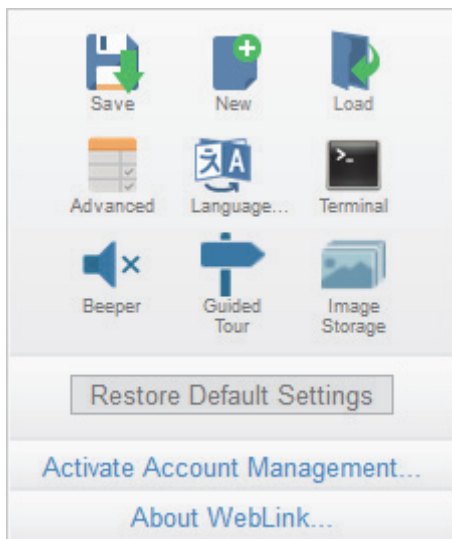 Save New Load
Advanced Language... Terminal
Beeper Guided Tour Image Storage
Restore Default Settings
Activate Account Management...
About WebLink...